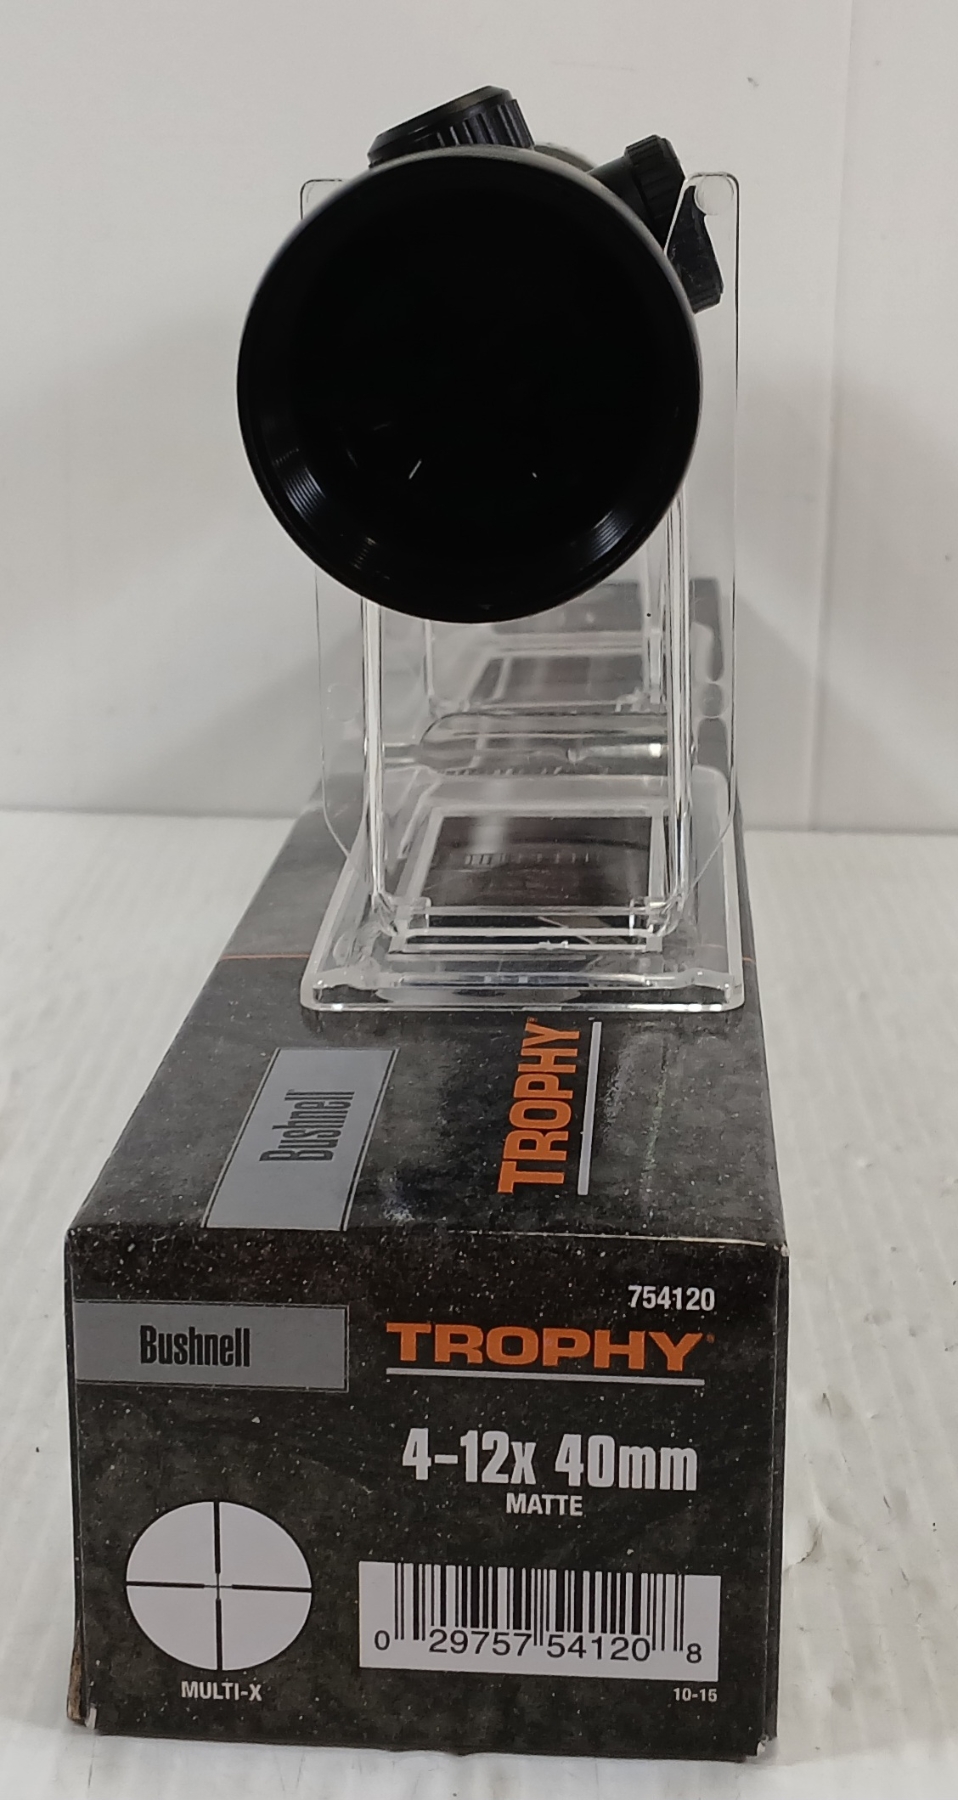 Bushnell
TROPHY
754120
Bushnell
TROPHY
4-12x 40mm
MATTE
0 29757 54120 8
MULTI-X
10-15